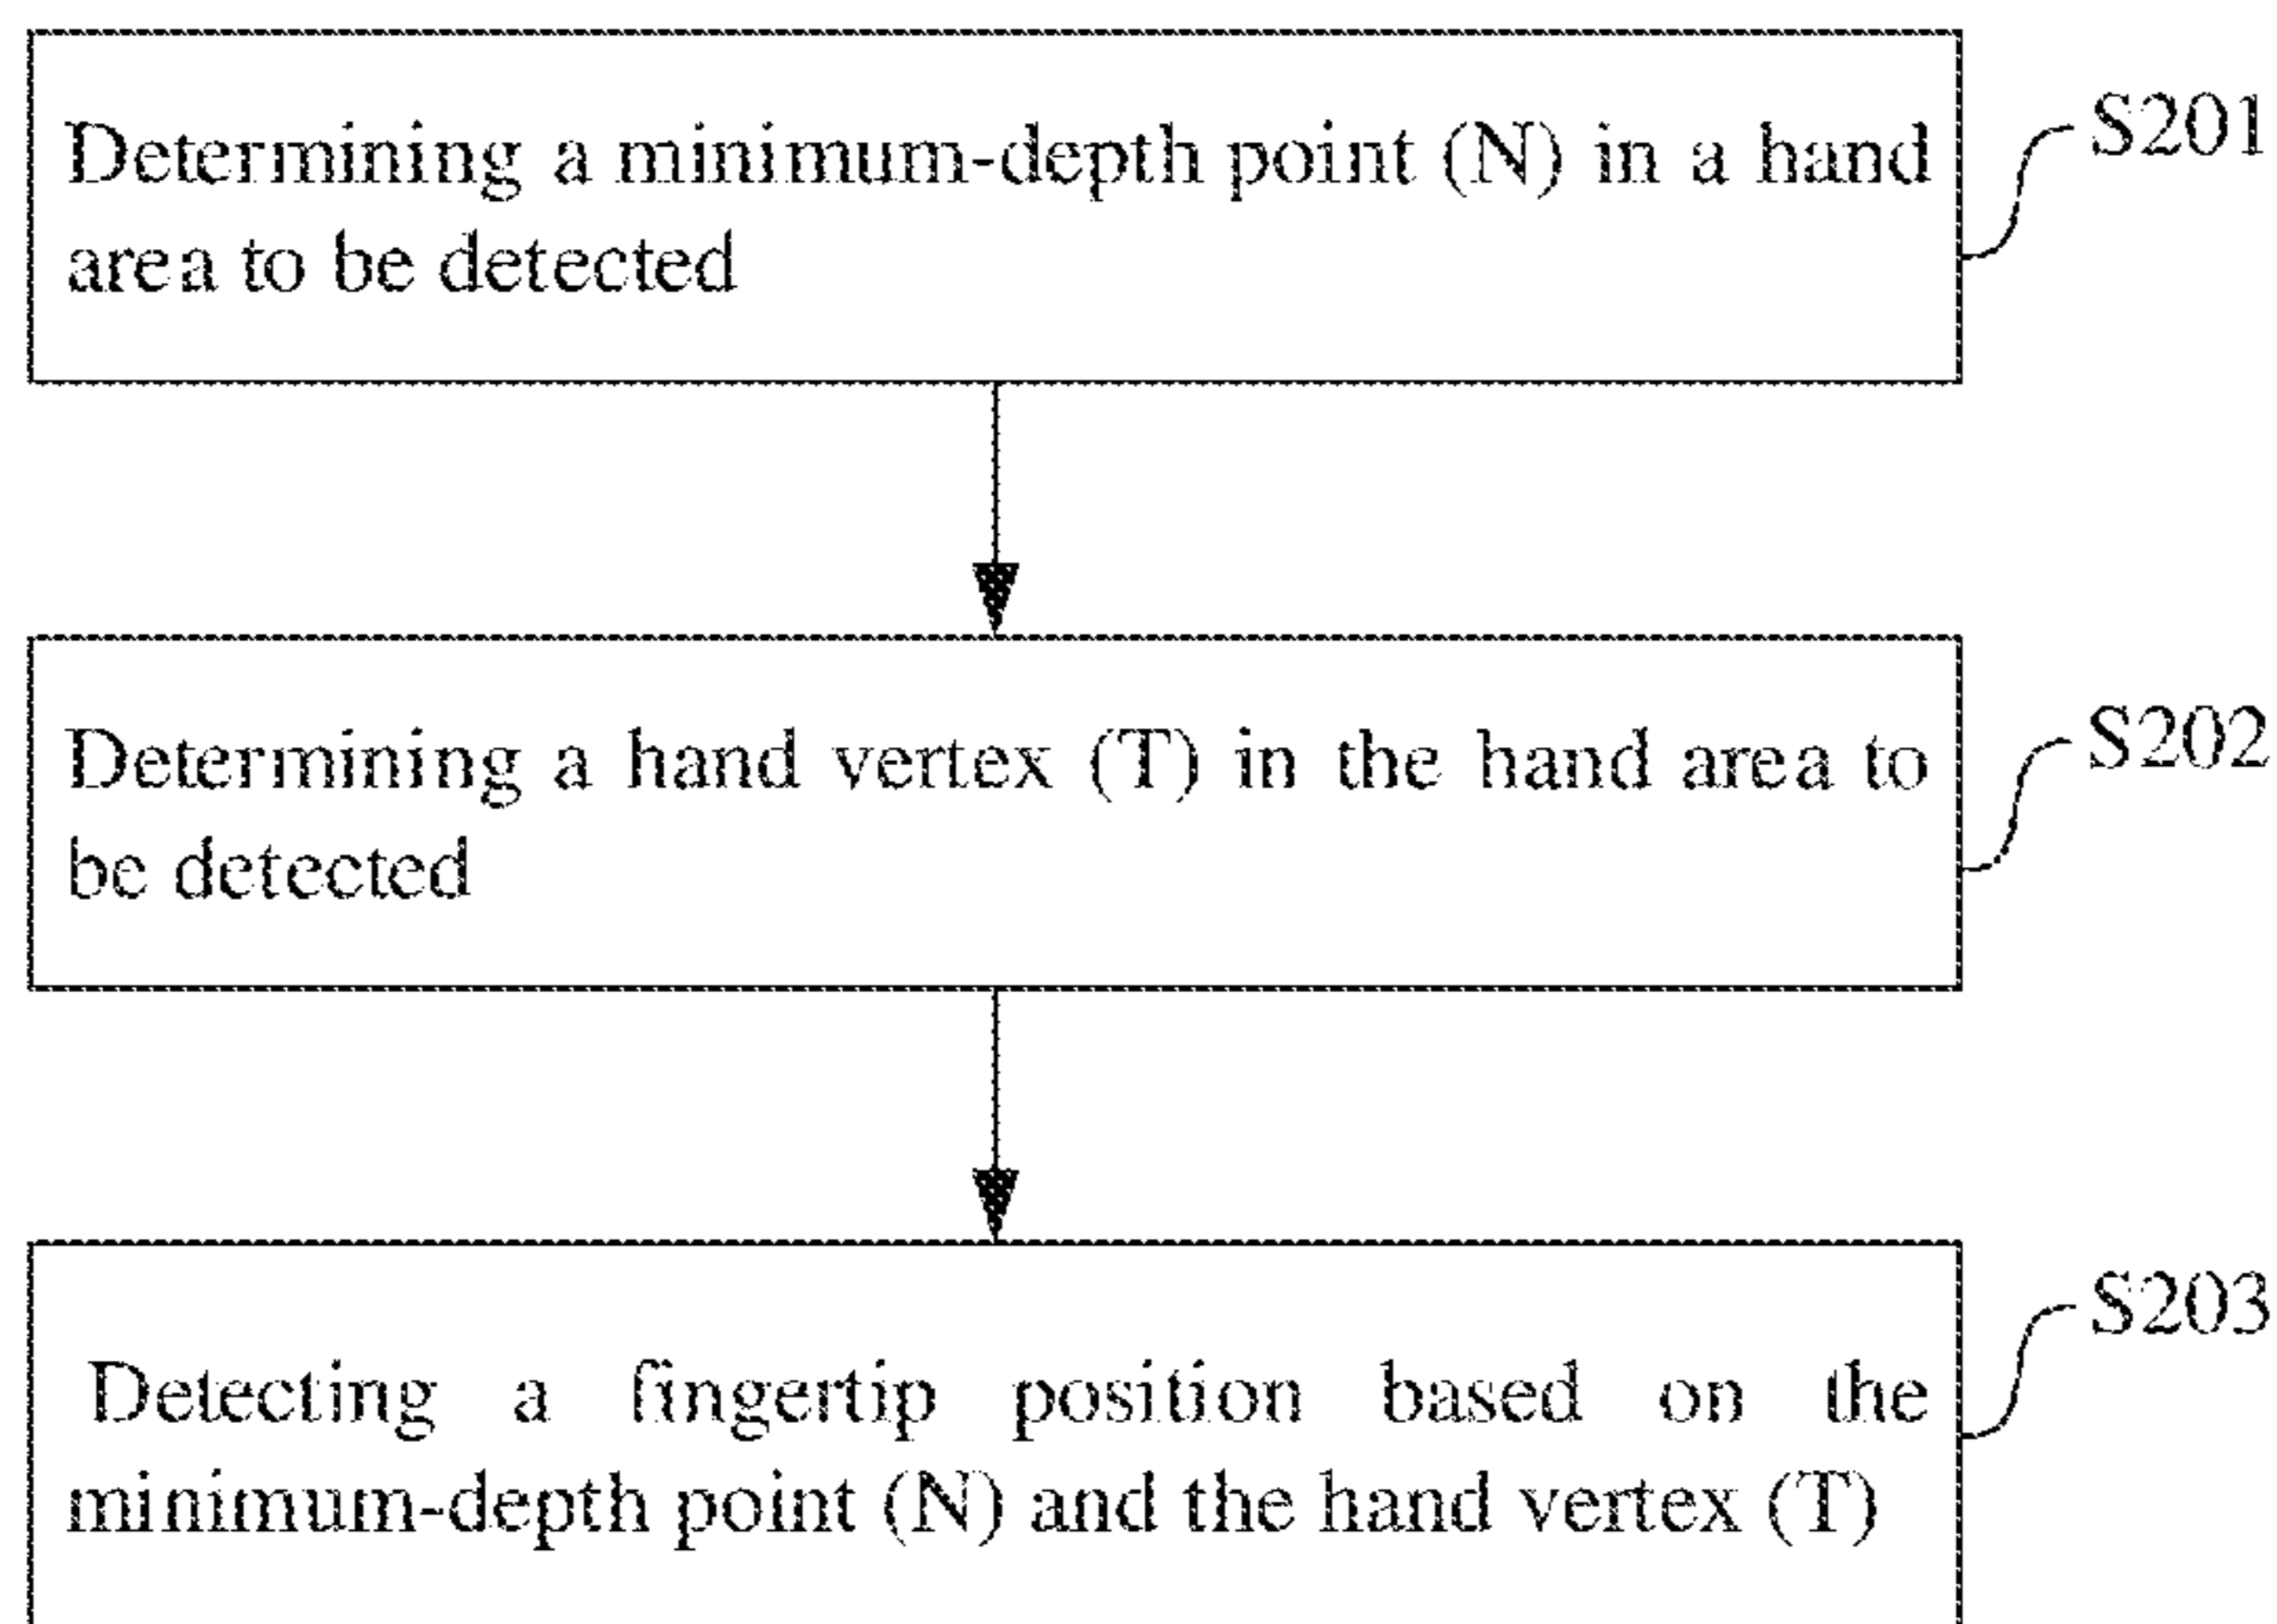 Determining a minimum-depth point (N) in a hand
area to be detected
S201
Determining a hand vertex (T) in the hand area to
be detected
S202
Detecting a fingertip position based on the
minimum-depth point (N) and the hand vertex (T)
S203